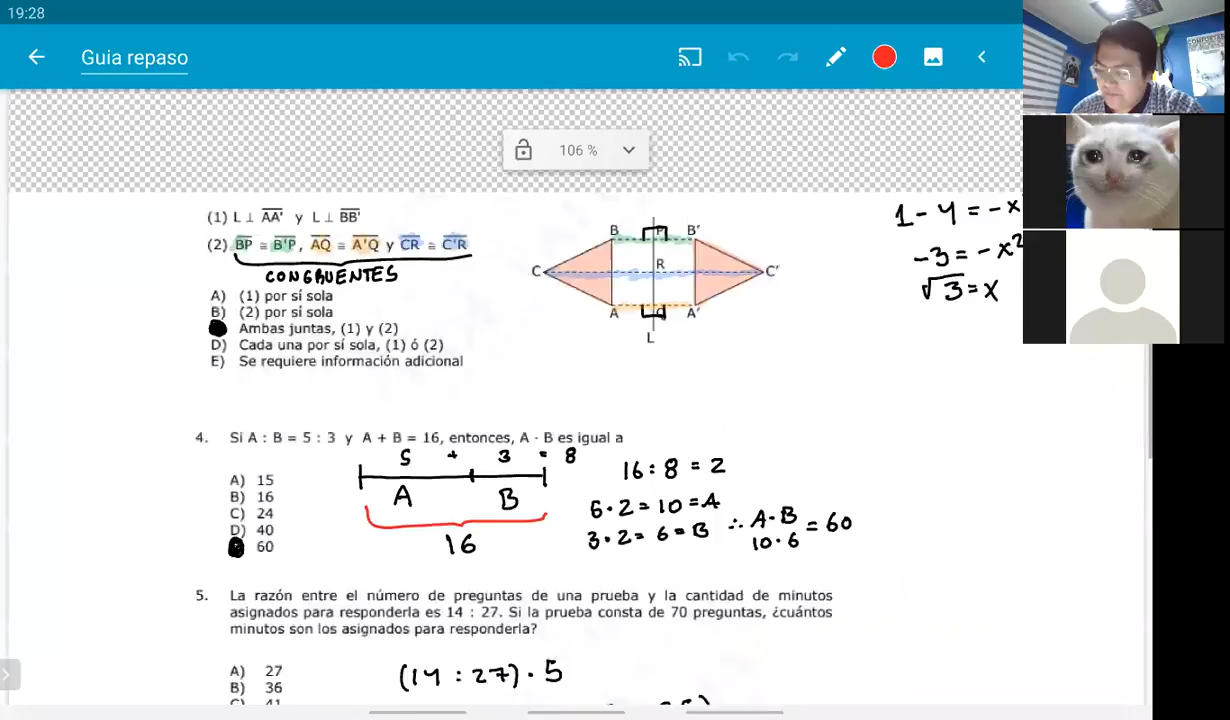 19:28
Guia repaso
106 %
(1) L ⊥ AA' y L ⊥ BB'
(2) BP ≅ B'P, AQ ≅ A'Q y CR ≅ C'R
CONGRUENTES
A) (1) por sí sola
B) (2) por sí sola
Ambas juntas, (1) y (2)
D) Cada una por sí sola, (1) ó (2)
E) Se requiere información adicional
B P B'
C R C'
A Q A'
L
1 - 4 = -x
-3 = -x²
√3 = x
4. Si A : B = 5 : 3 y A + B = 16, entonces, A · B es igual a
5 + 3 = 8
A B
16
A) 15
B) 16
C) 24
D) 40
60
16 : 8 = 2
5 · 2 = 10 = A
3 · 2 = 6 = B
∴ A · B = 60
10 · 6
5. La razón entre el número de preguntas de una prueba y la cantidad de minutos
asignados para responderla es 14 : 27. Si la prueba consta de 70 preguntas, ¿cuántos
minutos son los asignados para responderla?
A) 27
B) 36
C) 41
(14 : 27) · 5